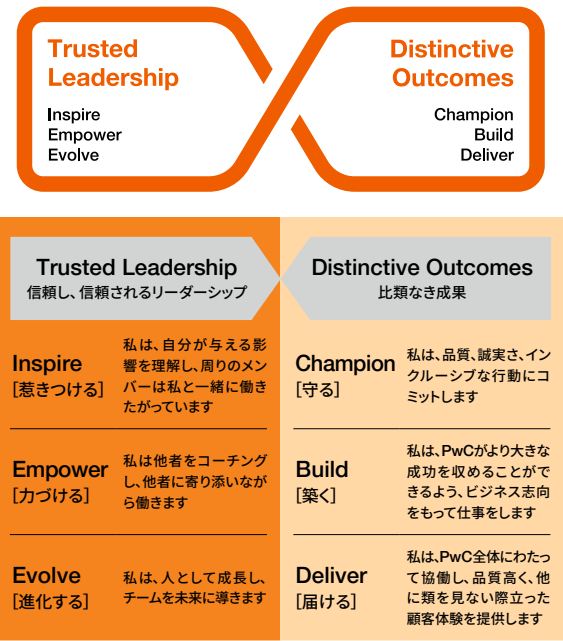 Trusted
Leadership
Inspire
Empower
Evolve
Distinctive
Outcomes
Champion
Build
Deliver
Trusted Leadership
信頼し、信頼されるリーダーシップ
Distinctive Outcomes
比類なき成果
Inspire
[惹きつける]
私は、自分が与える影
響を理解し、周りのメン
バーは私と一緒に働き
たがっています
Champion
[守る]
私は、品質、誠実さ、イン
クルーシブな行動にコ
ミットします
Empower
[力づける]
私は他者をコーチング
し、他者に寄り添いなが
ら働きます
Build
[築く]
私は、PwCがより大きな
成功を収めることがで
きるよう、ビジネス志向
をもって仕事をします
Evolve
[進化する]
私は、人として成長し、
チームを未来に導きます
Deliver
[届ける]
私は、PwC全体にわたっ
て協働し、品質高く、他
に類を見ない際立った
顧客体験を提供します